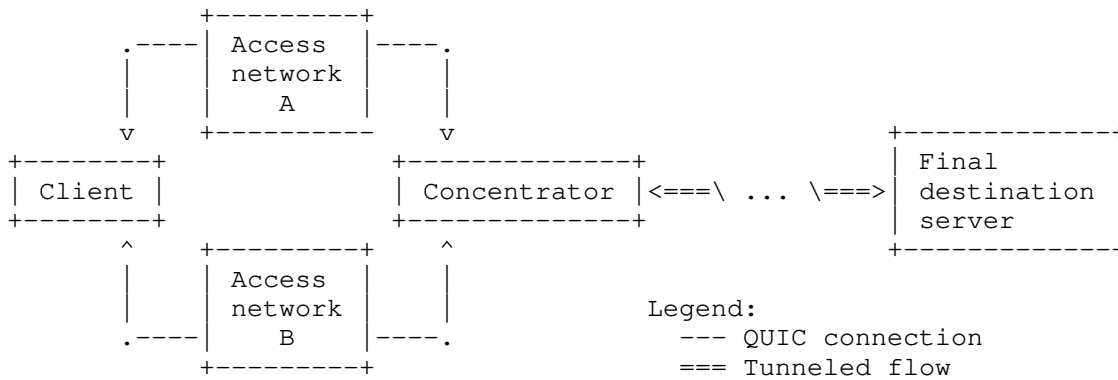 Access
network
A
Client
Concentrator
...
Final
destination
server
Access
network
B
Legend:
--- QUIC connection
=== Tunneled flow